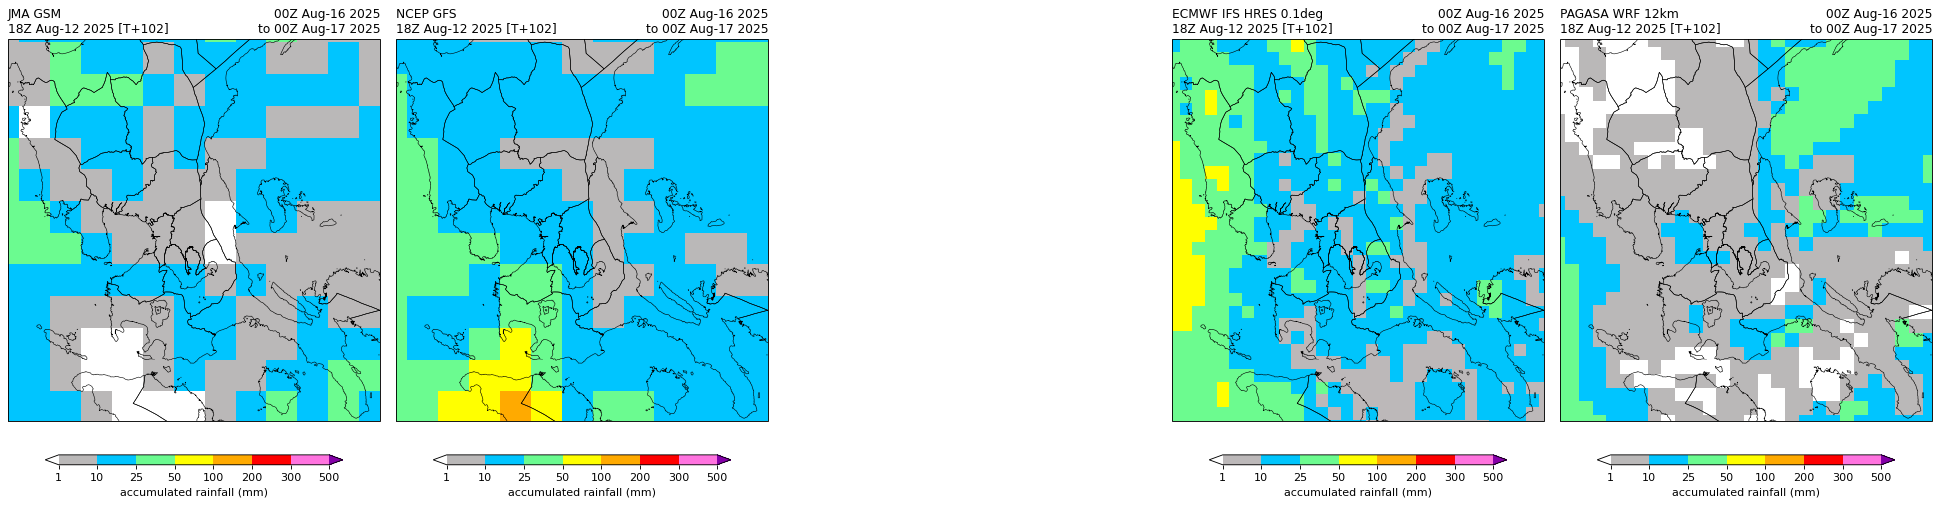 JMA GSM 00Z Aug-16 2025
18Z Aug-12 2025 [T+102] to 00Z Aug-17 2025
NCEP GFS 00Z Aug-16 2025
18Z Aug-12 2025 [T+102] to 00Z Aug-17 2025
ECMWF IFS HRES 0.1deg 00Z Aug-16 2025
18Z Aug-12 2025 [T+102] to 00Z Aug-17 2025
PAGASA WRF 12km 00Z Aug-16 2025
18Z Aug-12 2025 [T+102] to 00Z Aug-17 2025
1 10 25 50 100 200 300 500
accumulated rainfall (mm)
1 10 25 50 100 200 300 500
accumulated rainfall (mm)
1 10 25 50 100 200 300 500
accumulated rainfall (mm)
1 10 25 50 100 200 300 500
accumulated rainfall (mm)